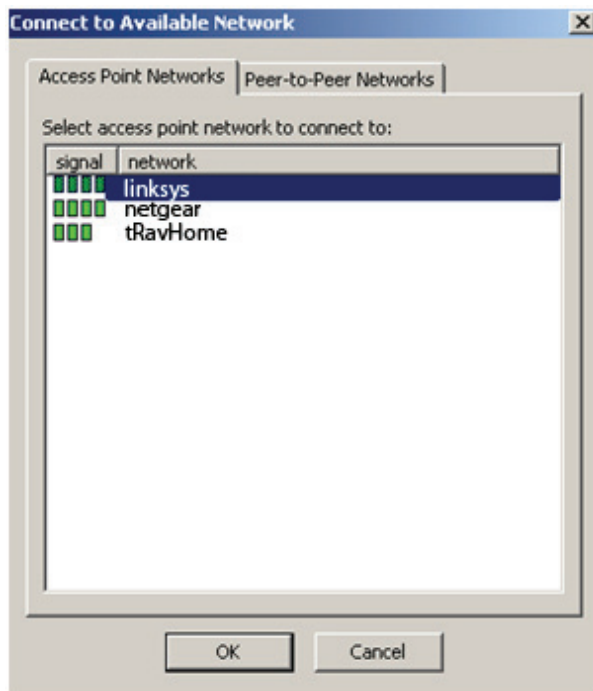 Connect to Available Network
Access Point Networks
Peer-to-Peer Networks
Select access point network to connect to:
signal network
linksys
netgear
tRavHome
OK
Cancel